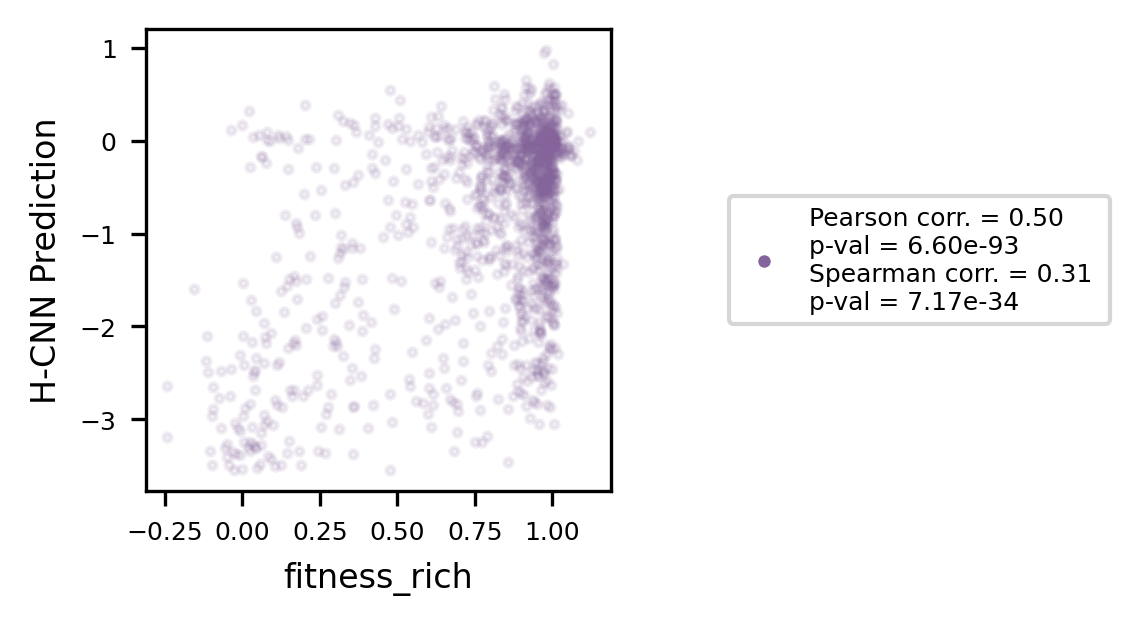 1
0
−1
−2
−3
H-CNN Prediction
−0.25 0.00 0.25 0.50 0.75 1.00
fitness_rich
Pearson corr. = 0.50
p-val = 6.60e-93
Spearman corr. = 0.31
p-val = 7.17e-34